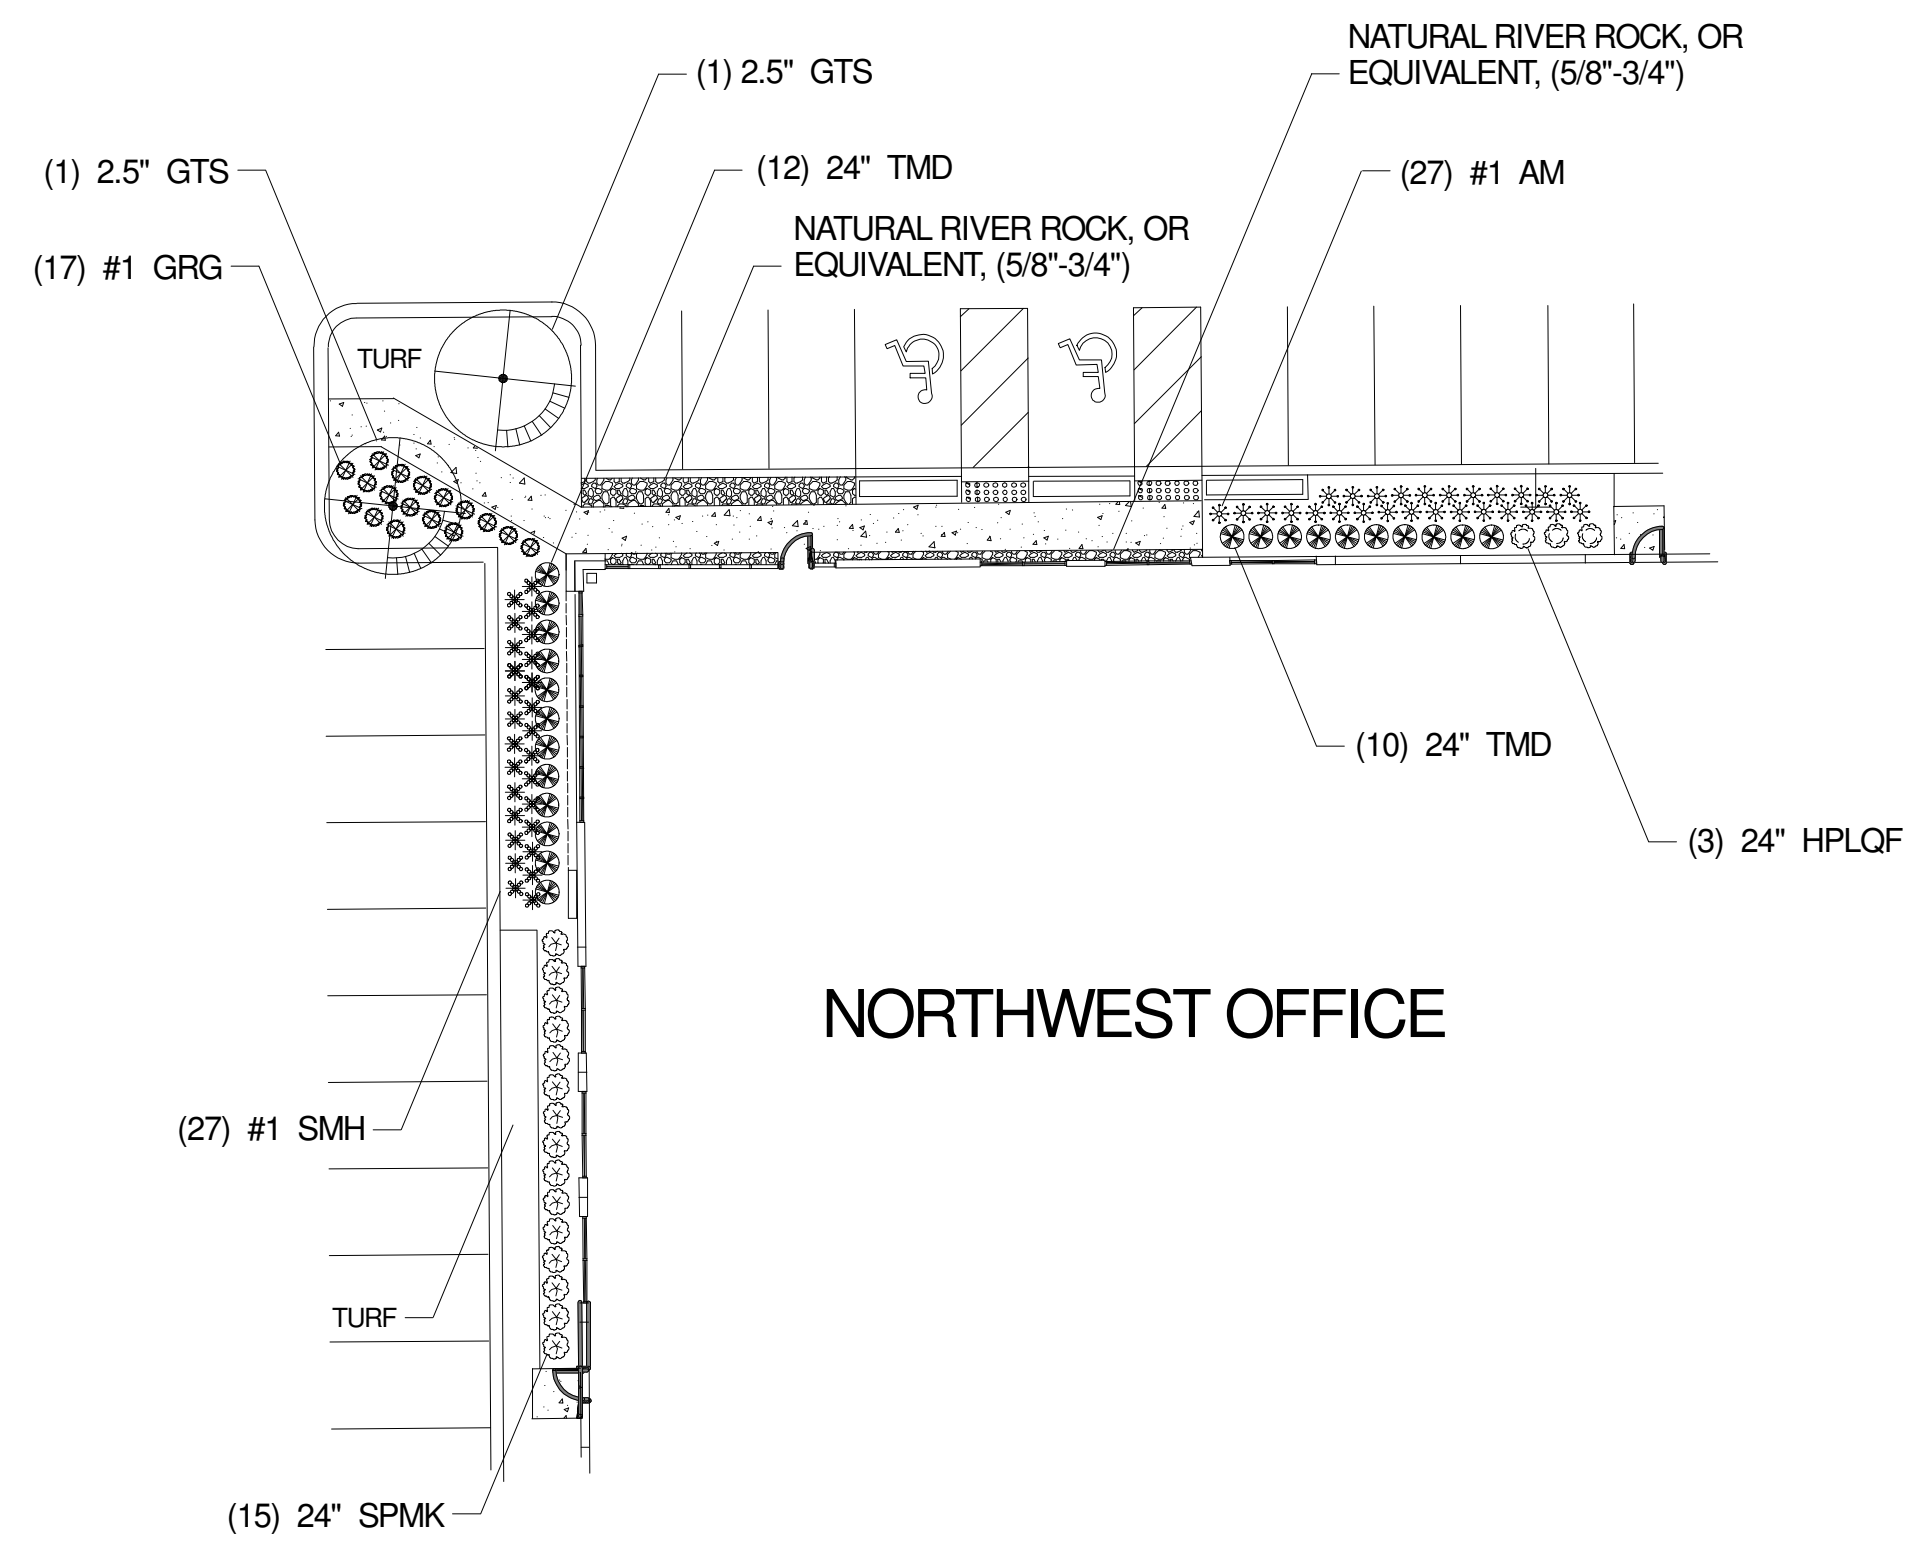 NATURAL RIVER ROCK, OR
EQUIVALENT, (5/8"-3/4")
(1) 2.5" GTS
(1) 2.5" GTS
(12) 24" TMD
(27) #1 AM
NATURAL RIVER ROCK, OR
EQUIVALENT, (5/8"-3/4")
(17) #1 GRG
TURF
(10) 24" TMD
(3) 24" HPLQF
NORTHWEST OFFICE
(27) #1 SMH
TURF
(15) 24" SPMK